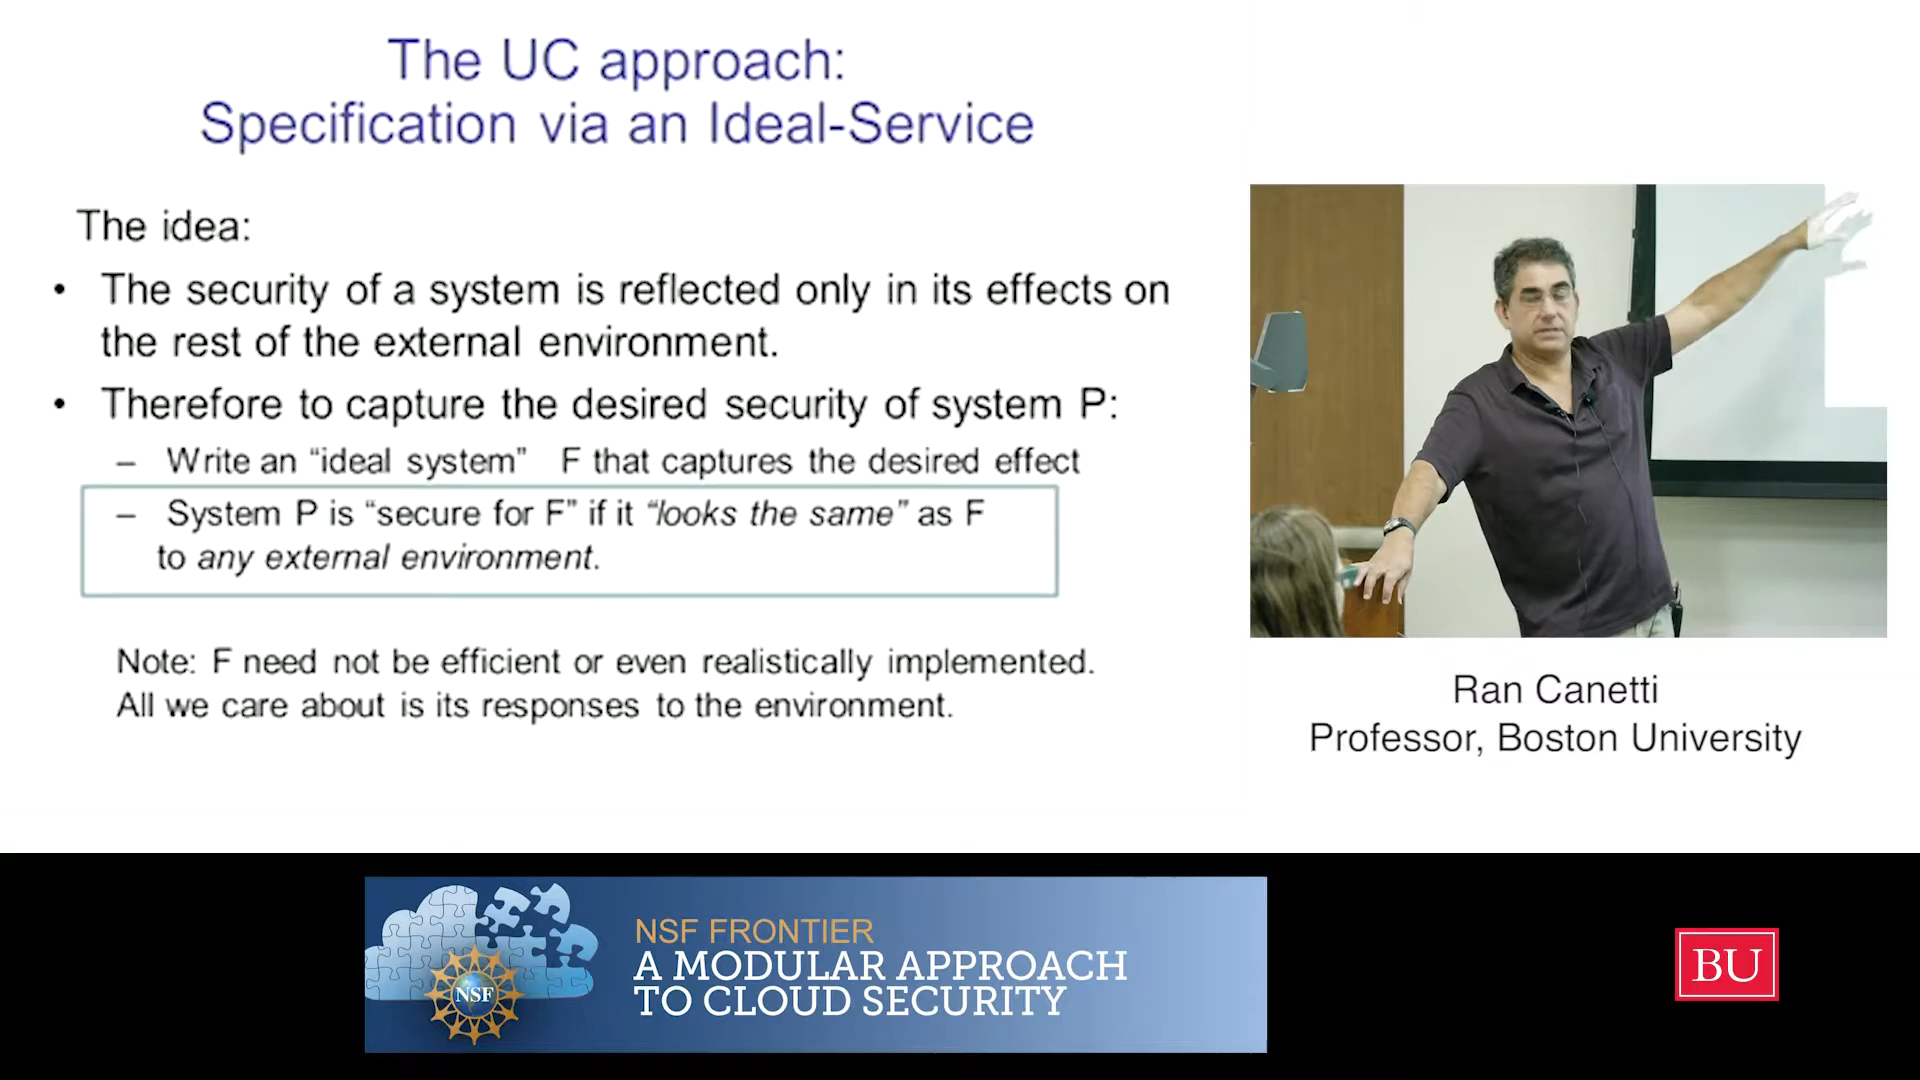 The UC approach:
Specification via an Ideal-Service
The idea:
• The security of a system is reflected only in its effects on
the rest of the external environment.
• Therefore to capture the desired security of system P:
– Write an “ideal system” F that captures the desired effect
– System P is “secure for F” if it “looks the same” as F
to any external environment.
Note: F need not be efficient or even realistically implemented.
All we care about is its responses to the environment.
Ran Canetti
Professor, Boston University
NSF FRONTIER
A MODULAR APPROACH
TO CLOUD SECURITY
NSF
BU